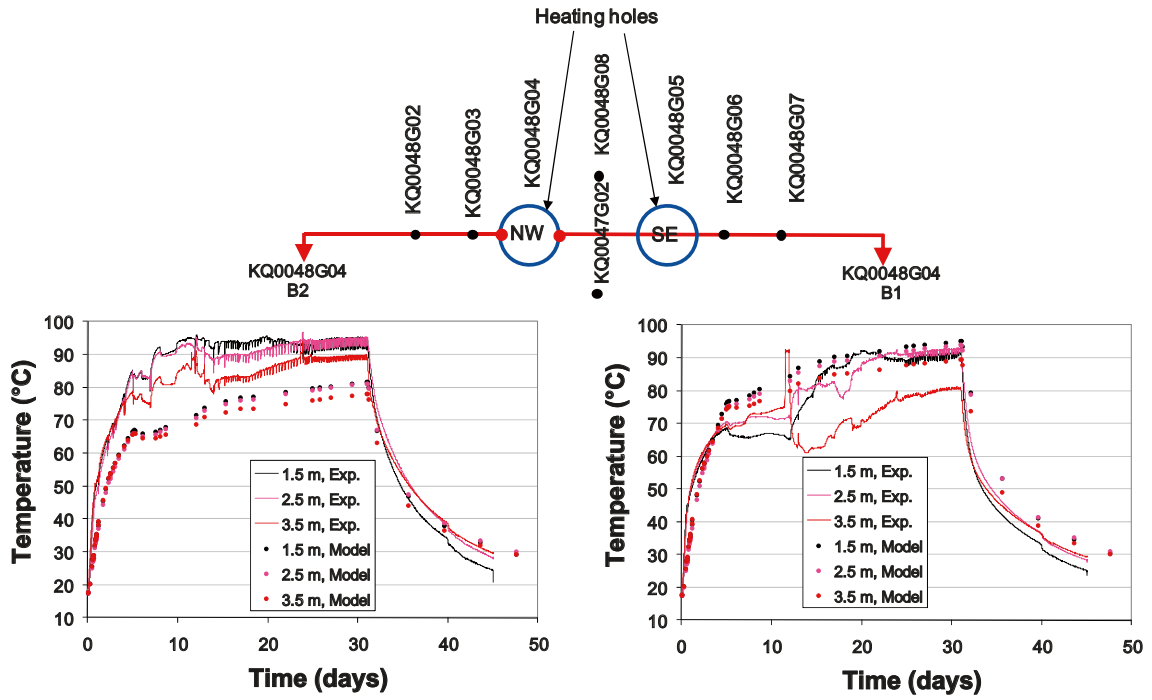 Heating holes
KQ0048G02
KQ0048G03
KQ0048G04
KQ0048G08
KQ0047G02
KQ0048G05
KQ0048G06
KQ0048G07
NW
SE
KQ0048G04
B2
KQ0048G04
B1
Temperature (°C)
100
90
80
70
60
50
40
30
20
10
1.5 m, Exp.
2.5 m, Exp.
3.5 m, Exp.
1.5 m, Model
2.5 m, Model
3.5 m, Model
0 10 20 30 40 50
Time (days)
Temperature (°C)
100
90
80
70
60
50
40
30
20
10
1.5 m, Exp.
2.5 m, Exp.
3.5 m, Exp.
1.5 m, Model
2.5 m, Model
3.5 m, Model
0 10 20 30 40 50
Time (days)